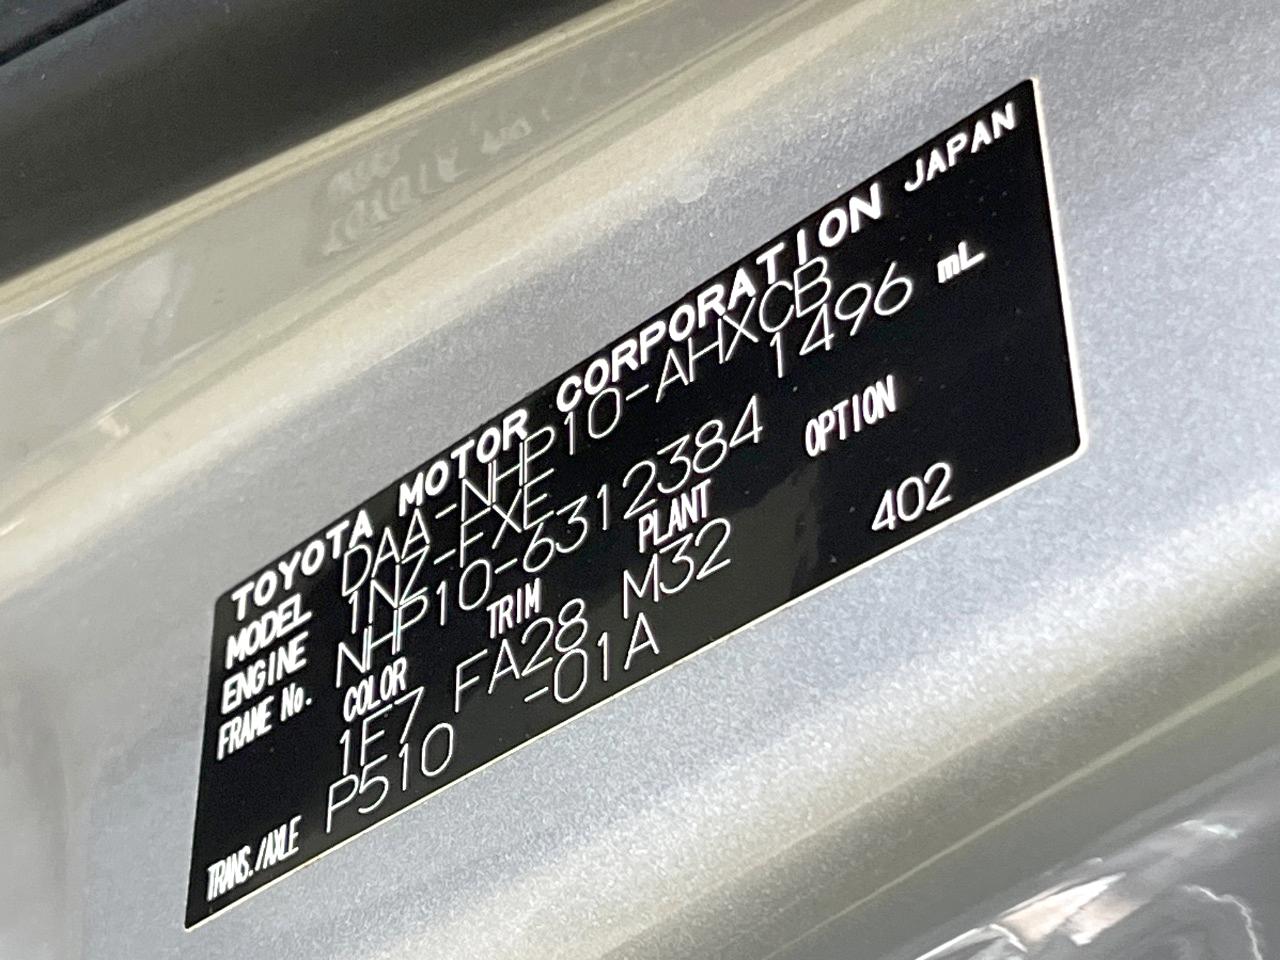 TOYOTA MOTOR CORPORATION JAPAN
MODEL DAA-NHP10-AHXCB
ENGINE 1NZ-FXE 1496 mL
FRAME No. NHP10-6312384
COLOR TRIM PLANT OPTION
1E7 FA28 M32 402
TRANS./AXLE P510 -01A